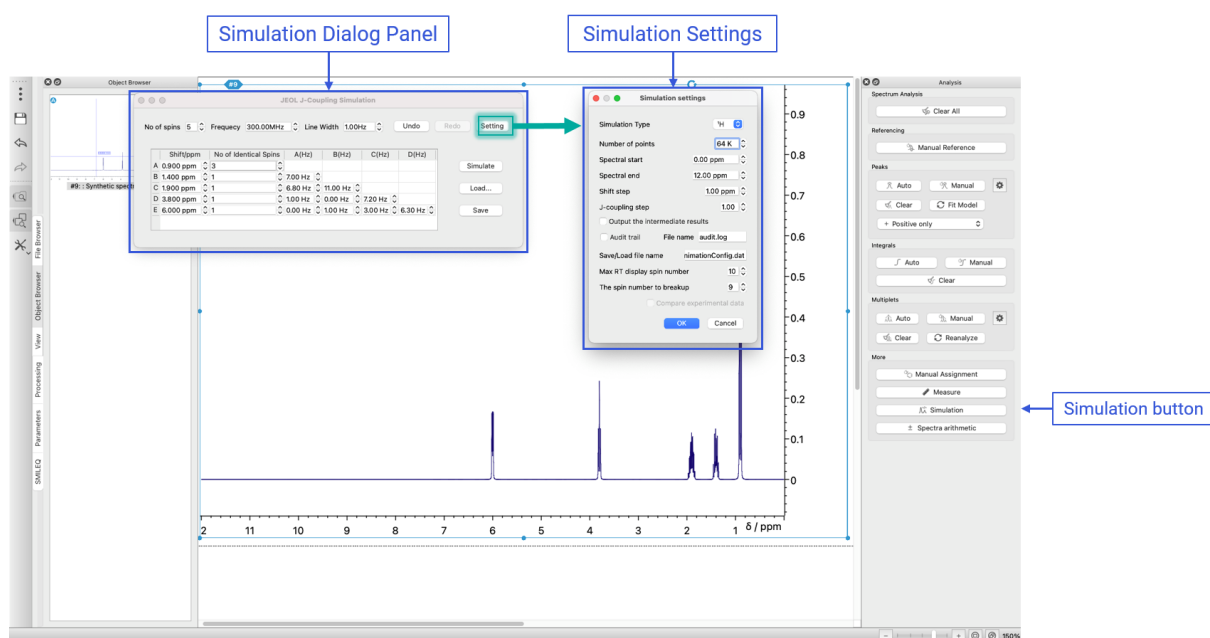 Simulation Dialog Panel
Simulation Settings
Object Browser
#9
Analysis
JEOL J-Coupling Simulation
No of spins 5 Frequecy 300.00MHz Line Width 1.00Hz Undo Redo Setting
Shift/ppm No of Identical Spins A(Hz) B(Hz) C(Hz) D(Hz)
A 0.900 ppm 3
B 1.400 ppm 1 7.00 Hz
C 1.900 ppm 1 6.80 Hz 11.00 Hz
D 3.800 ppm 1 1.00 Hz 0.00 Hz 7.20 Hz
E 6.000 ppm 1 0.00 Hz 1.00 Hz 3.00 Hz 6.30 Hz
Simulate
Load...
Save
#9: : Synthetic spect
Simulation settings
Simulation Type ¹H
Number of points 64 K
Spectral start 0.00 ppm
Spectral end 12.00 ppm
Shift step 1.00 ppm
J-coupling step 1.00
Output the intermediate results
Audit trail File name audit.log
Save/Load file name nimationConfig.dat
Max RT display spin number 10
The spin number to breakup 9
Compare experimental data
OK Cancel
Spectrum Analysis
Clear All
Referencing
Manual Reference
Peaks
Auto Manual
Clear Fit Model
+ Positive only
Integrals
Auto Manual
Clear
Multiplets
Auto Manual
Clear Reanalyze
More
Manual Assignment
Measure
Simulation
± Spectra arithmetic
Simulation button
File Browser
Object Browser
View
Processing
Parameters
SMILEQ
0.9
0.8
0.6
0.5
0.4
0.3
0.2
0.1
0
2 11 10 9 8 7 6 5 4 3 2 1 δ / ppm
150%